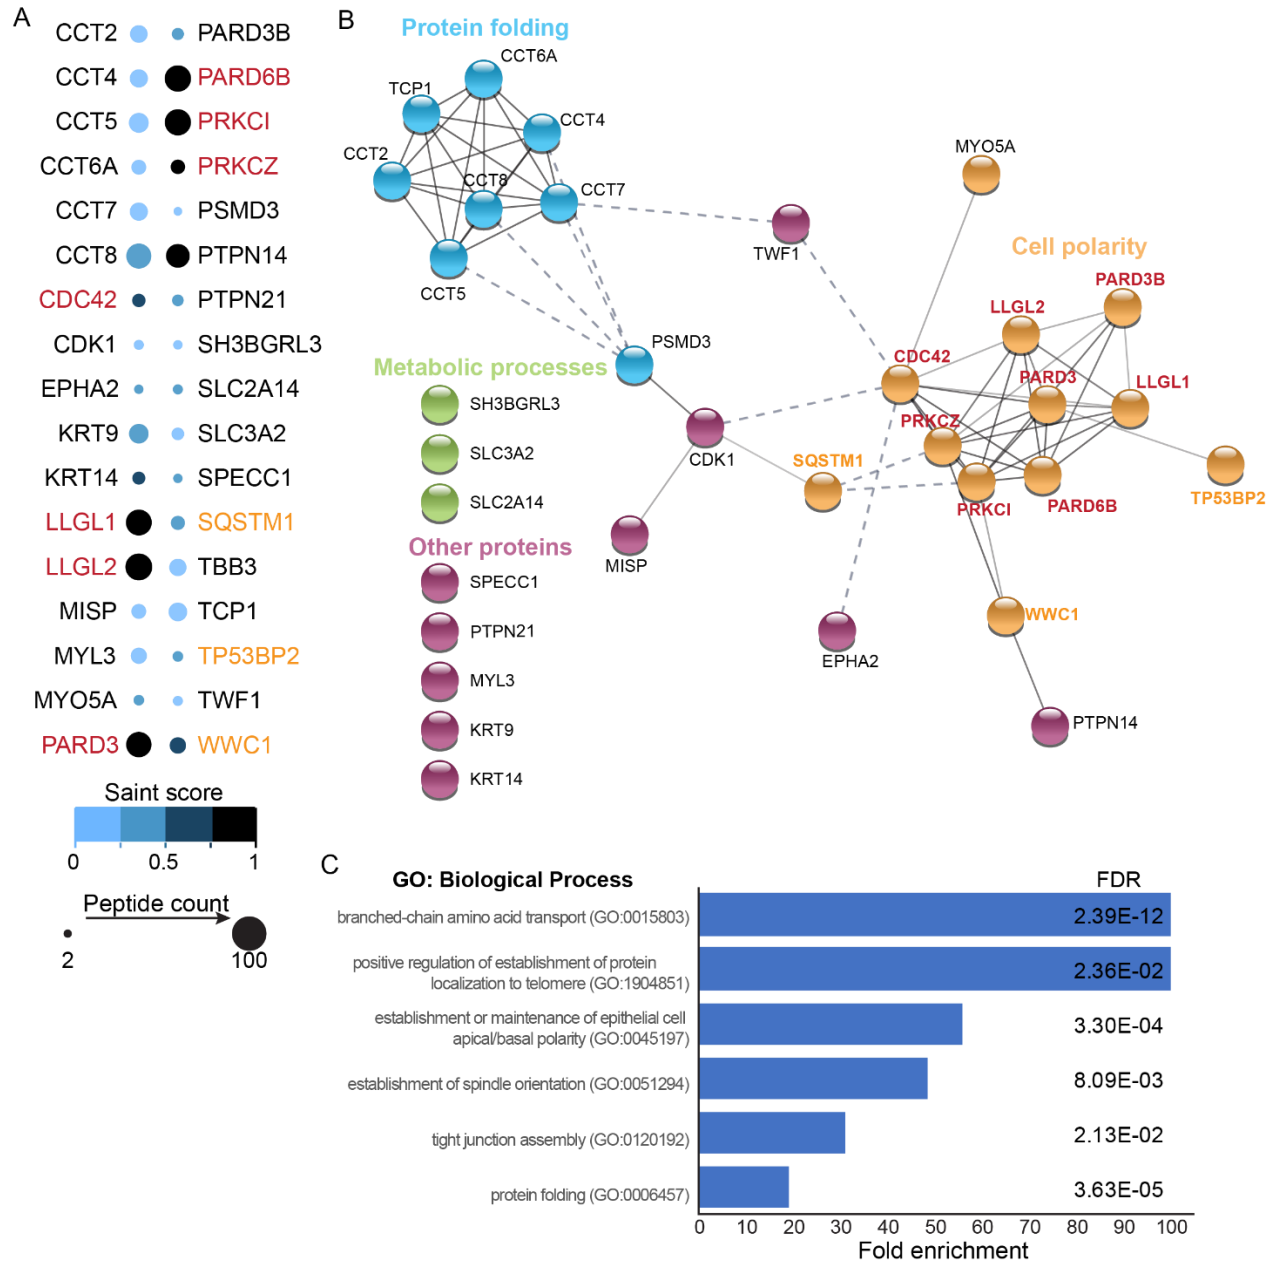 A
CCT2 PARD3B
CCT4 PARD6B
CCT5 PRKCI
CCT6A PRKCZ
CCT7 PSMD3
CCT8 PTPN14
CDC42 PTPN21
CDK1 SH3BGRL3
EPHA2 SLC2A14
KRT9 SLC3A2
KRT14 SPECC1
LLGL1 SQSTM1
LLGL2 TBB3
MISP TCP1
MYL3 TP53BP2
MYO5A TWF1
PARD3 WWC1
Saint score
0 0.5 1
Peptide count
2 100
B
Protein folding
CCT6A
TCP1
CCT4
CCT2
CCT8
CCT7
CCT5
MYO5A
TWF1
Cell polarity
PARD3B
LLGL2
PSMD3
CDC42
PARD3
LLGL1
PRKCZ
CDK1
SQSTM1
PRKCI
PARD6B
TP53BP2
MISP
WWC1
EPHA2
PTPN14
Metabolic processes
SH3BGRL3
SLC3A2
SLC2A14
Other proteins
SPECC1
PTPN21
MYL3
KRT9
KRT14
C
GO: Biological Process FDR
branched-chain amino acid transport (GO:0015803) 2.39E-12
positive regulation of establishment of protein
localization to telomere (GO:1904851) 2.36E-02
establishment or maintenance of epithelial cell
apical/basal polarity (GO:0045197) 3.30E-04
establishment of spindle orientation (GO:0051294) 8.09E-03
tight junction assembly (GO:0120192) 2.13E-02
protein folding (GO:0006457) 3.63E-05
0 10 20 30 40 50 60 70 80 90 100
Fold enrichment